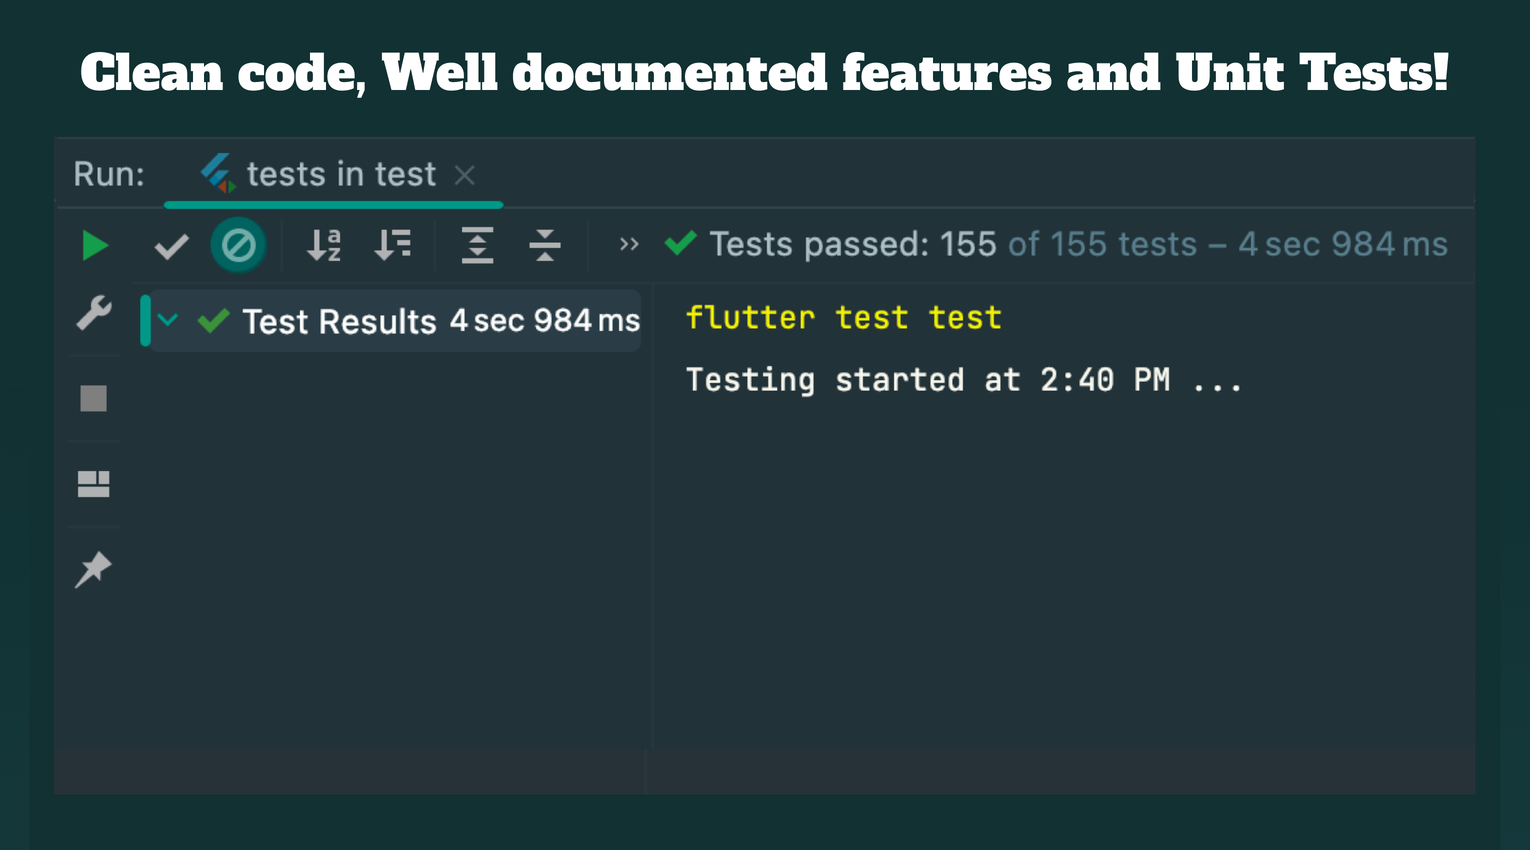 Clean code, Well documented features and Unit Tests!
Run: tests in test
Tests passed: 155 of 155 tests – 4 sec 984 ms
Test Results 4 sec 984 ms
flutter test test
Testing started at 2:40 PM ...